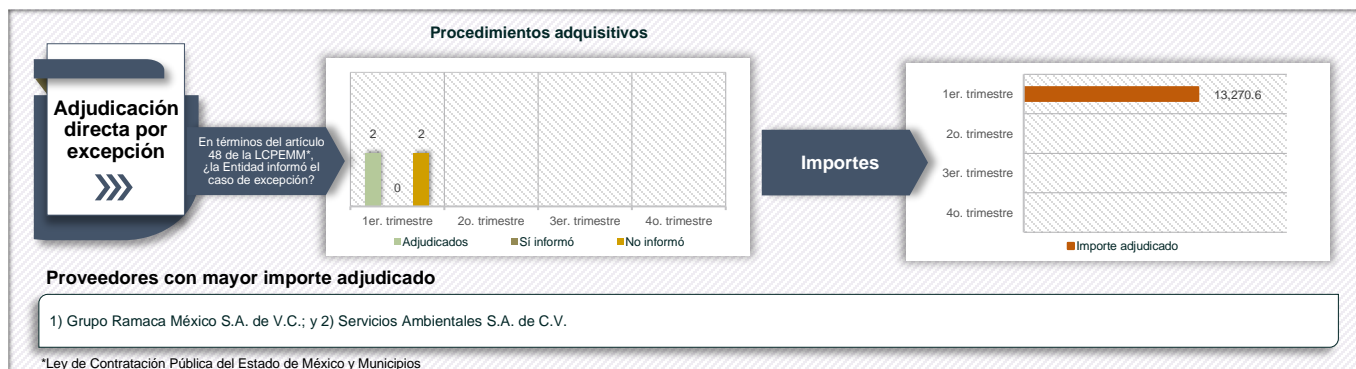 Procedimientos adquisitivos
Adjudicación
directa por
excepción
En términos del artículo
48 de la LCPEMM*,
¿la Entidad informó el
caso de excepción?
2
0
2
1er. trimestre
2o. trimestre
3er. trimestre
4o. trimestre
Adjudicados
Sí informó
No informó
Importes
1er. trimestre
13,270.6
2o. trimestre
3er. trimestre
4o. trimestre
Importe adjudicado
Proveedores con mayor importe adjudicado
1) Grupo Ramaca México S.A. de V.C.; y 2) Servicios Ambientales S.A. de C.V.
*Ley de Contratación Pública del Estado de México y Municipios